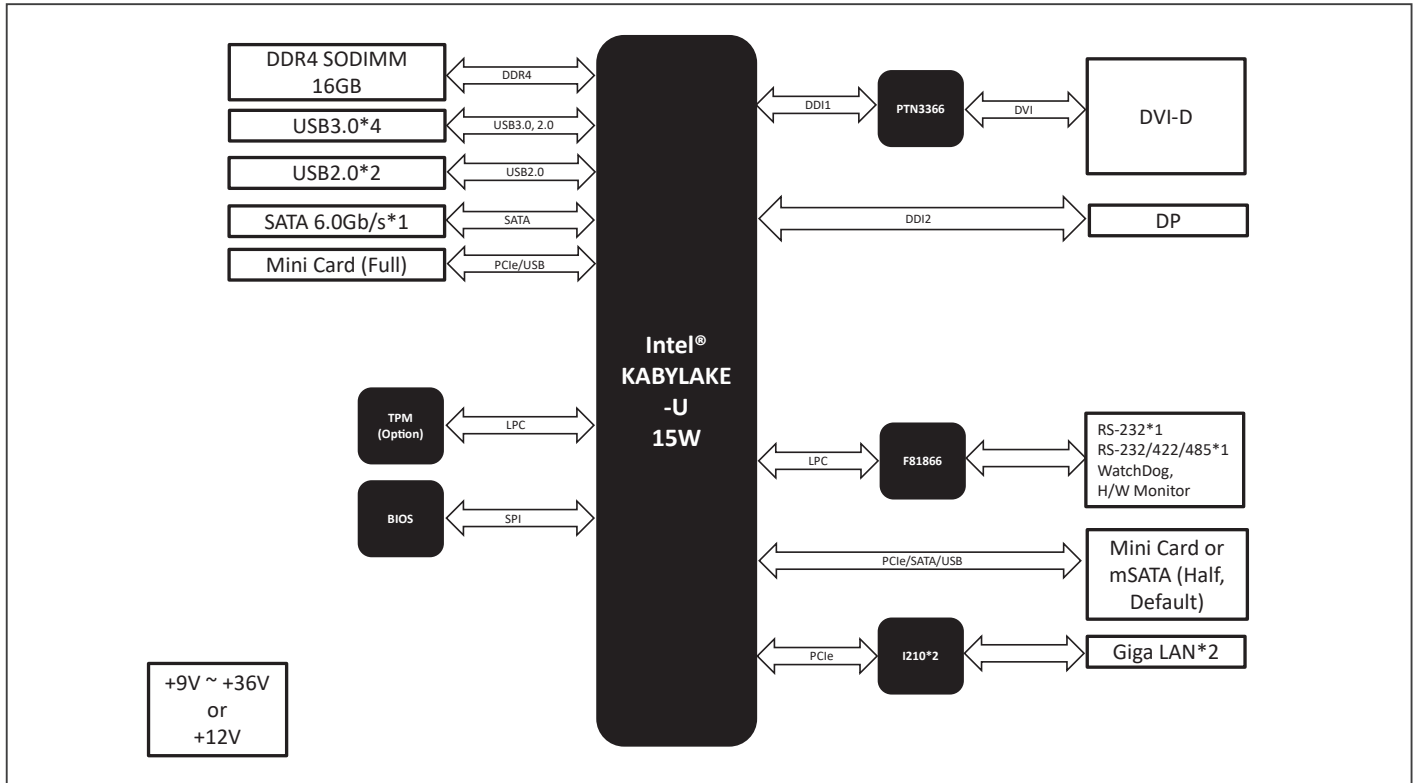 DDR4 SODIMM
16GB
DDR4
USB3.0*4
USB3.0, 2.0
USB2.0*2
USB2.0
SATA 6.0Gb/s*1
SATA
Mini Card (Full)
PCIe/USB
TPM
(Option)
LPC
BIOS
SPI
+9V ~ +36V
or
+12V
Intel®
KABYLAKE
-U
15W
DDI1
PTN3366
DVI
DVI-D
DDI2
DP
LPC
F81866
RS-232*1
RS-232/422/485*1
WatchDog,
H/W Monitor
PCIe/SATA/USB
Mini Card or
mSATA (Half,
Default)
PCIe
I210*2
Giga LAN*2